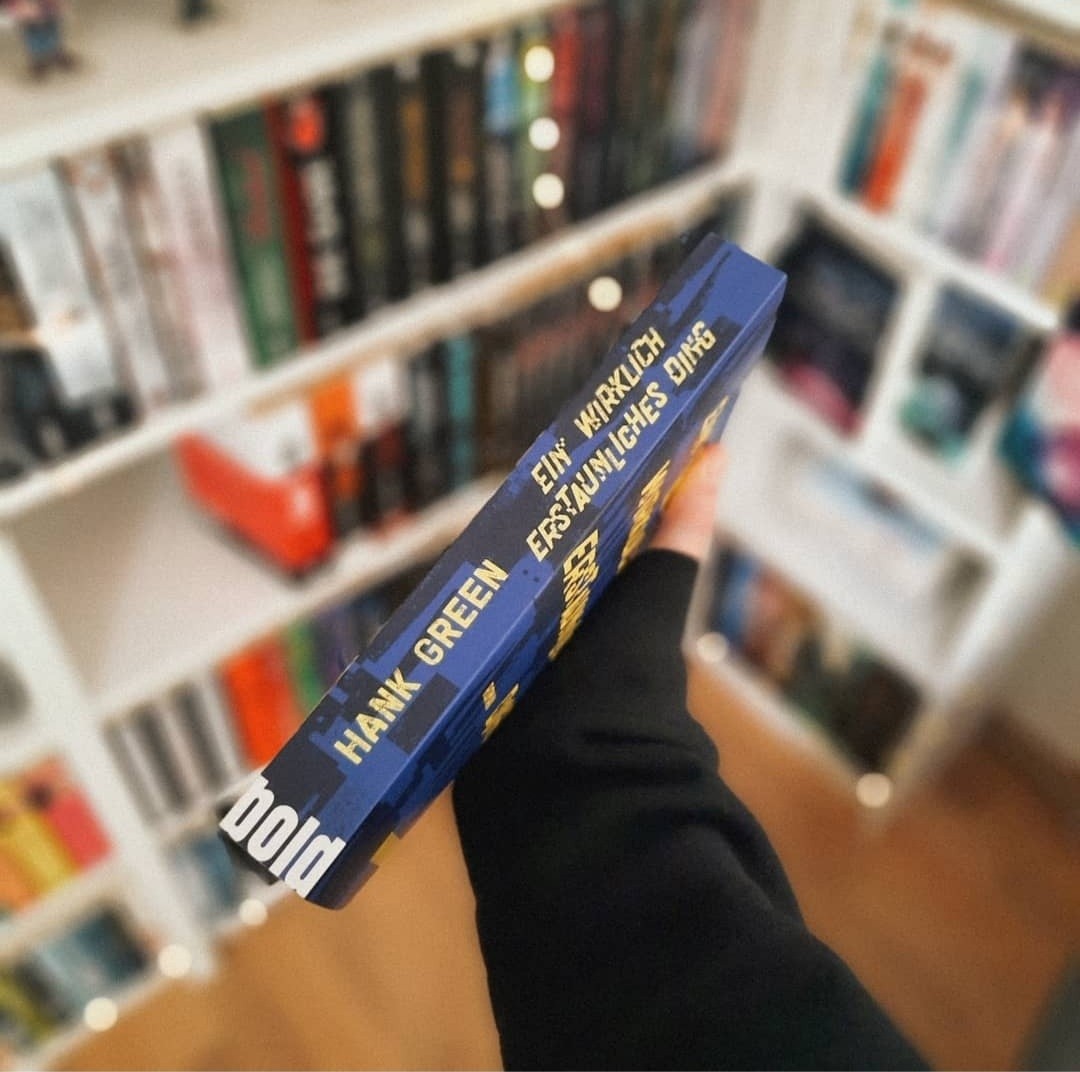 HANK GREEN
EIN WIRKLICH
ERSTAUNLICHES DING
bold